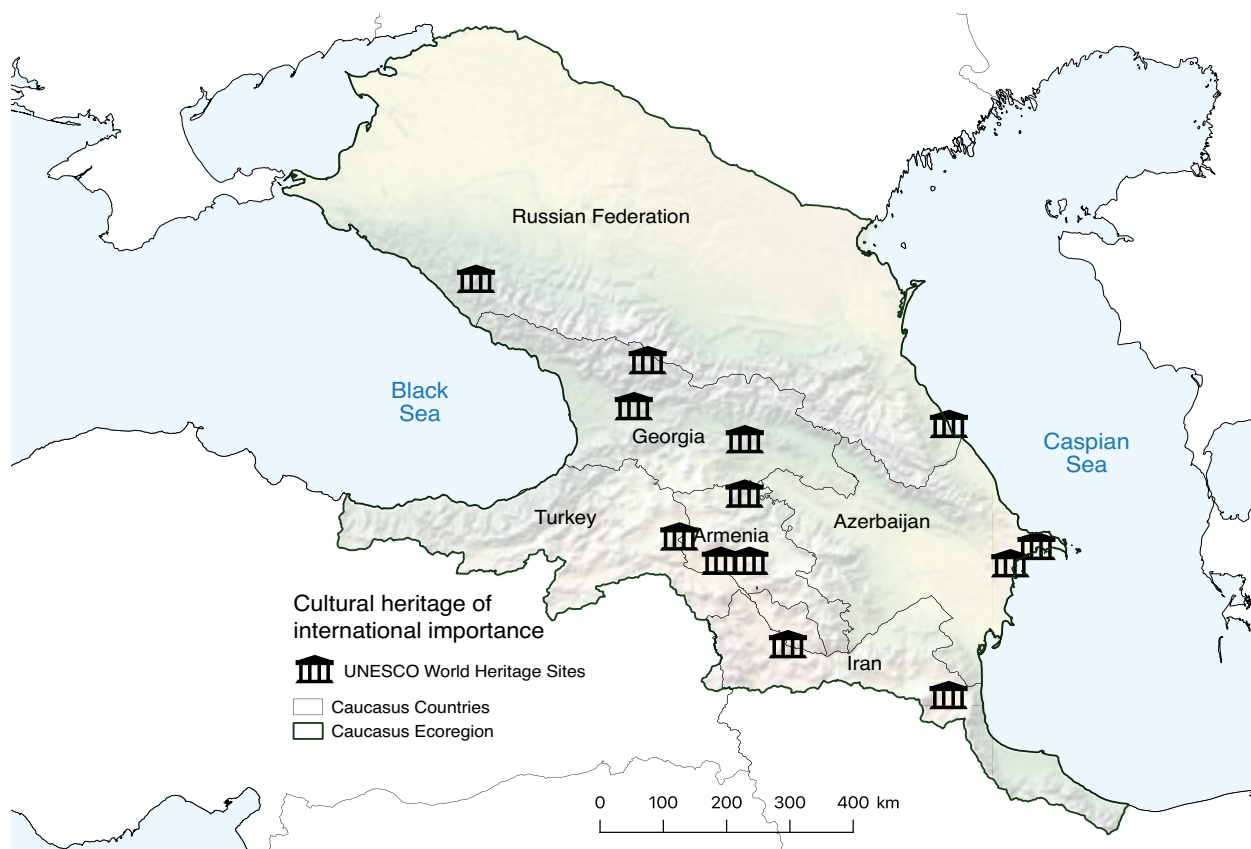 Russian Federation
Black
Sea
Georgia
Caspian
Sea
Turkey
Armenia
Azerbaijan
Iran
Cultural heritage of
international importance
UNESCO World Heritage Sites
Caucasus Countries
Caucasus Ecoregion
0 100 200 300 400 km